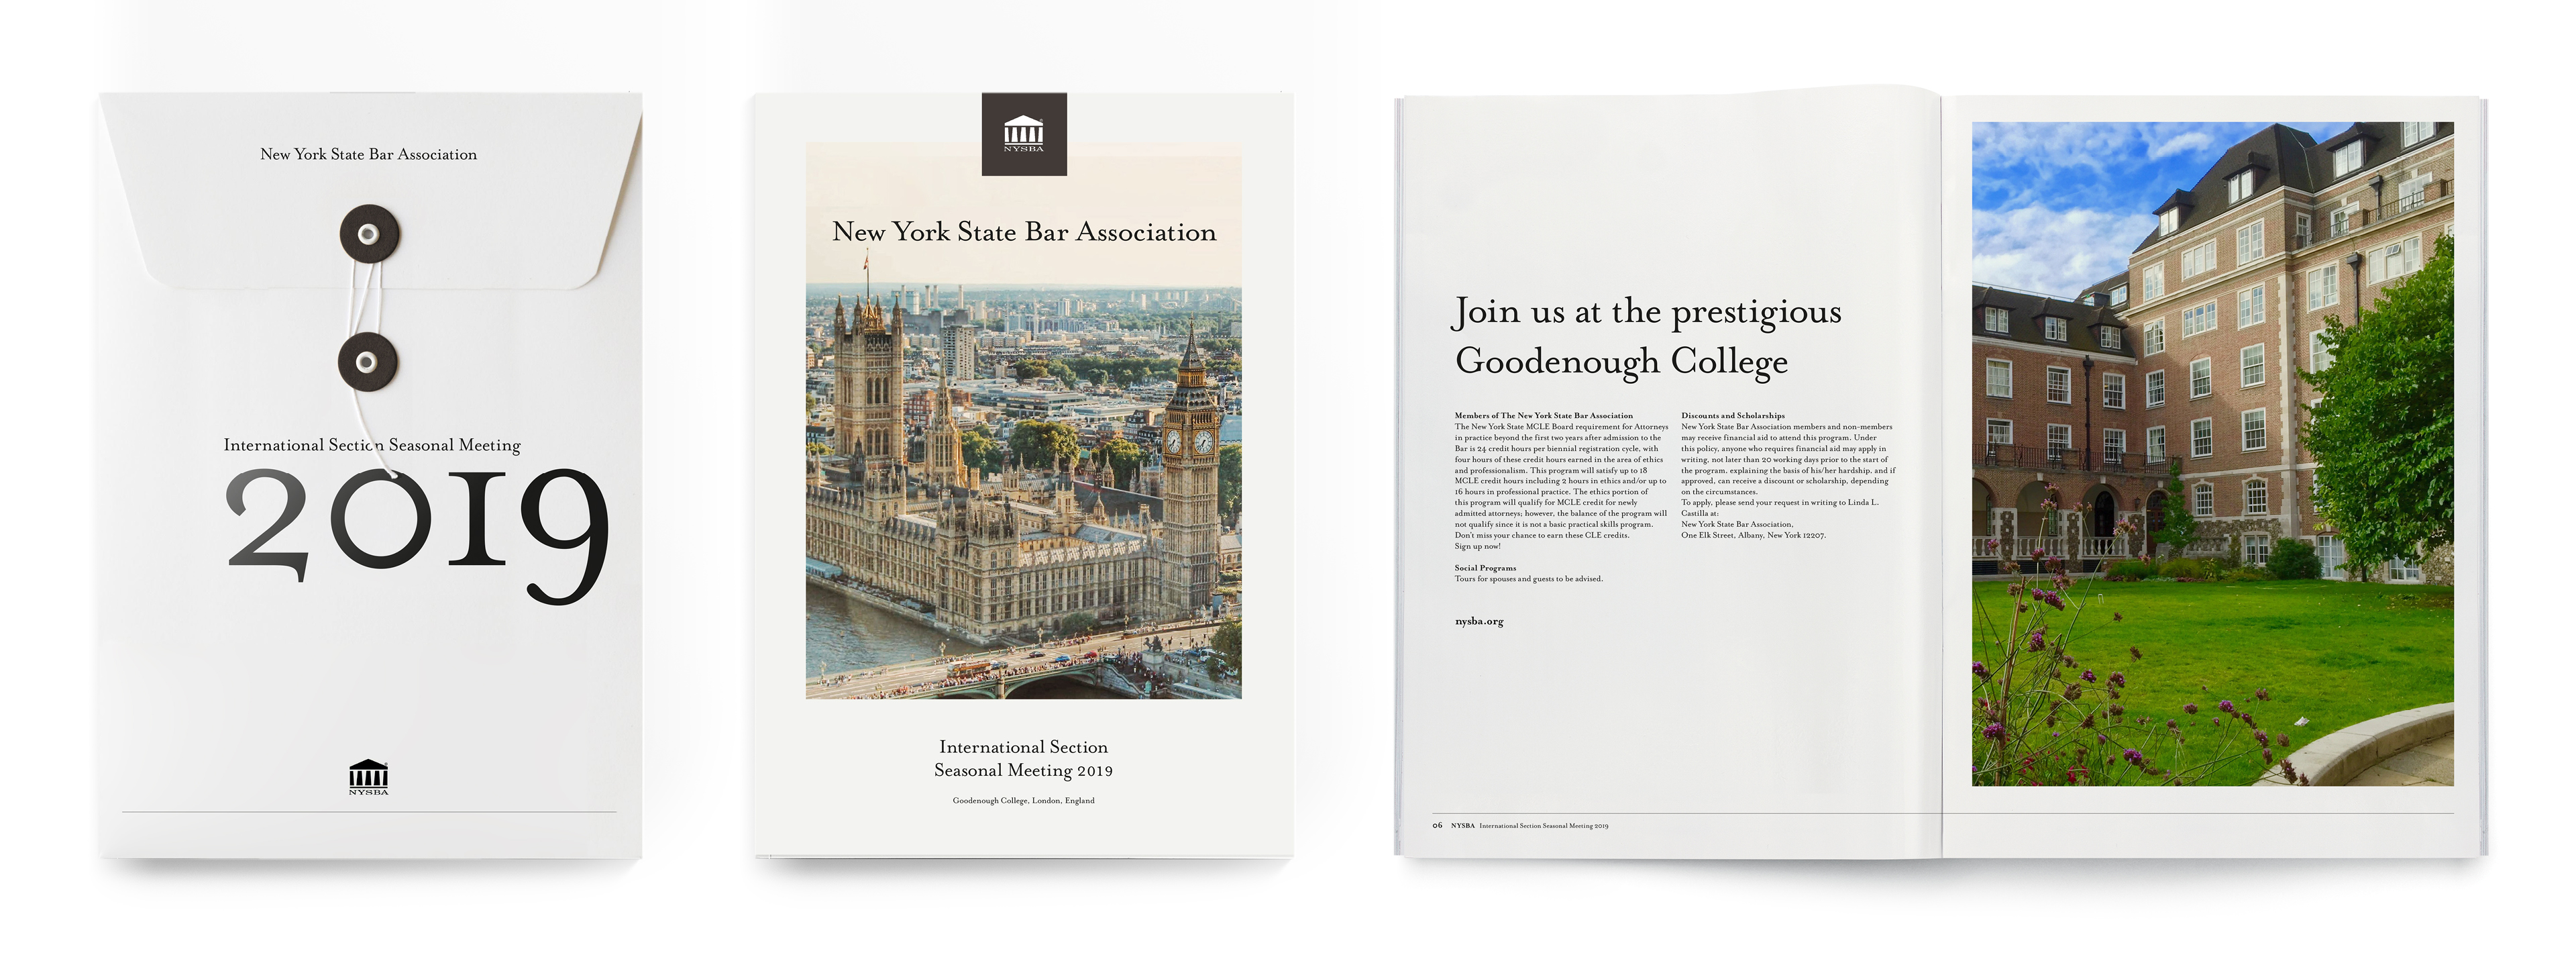 New York State Bar Association
International Section Seasonal Meeting
2019
NYSBA
NYSBA
New York State Bar Association
International Section
Seasonal Meeting 2019
Goodenough College, London, England
Join us at the prestigious
Goodenough College
Members of The New York State Bar Association
The New York State MCLE Board requirement for Attorneys
in practice beyond the first two years after admission to the
Bar is 24 credit hours per biennial registration cycle, with
four hours of these credit hours earned in the area of ethics
and professionalism. This program will satisfy up to 18
MCLE credit hours including 2 hours in ethics and/or up to
16 hours in professional practice. The ethics portion of
this program will qualify for MCLE credit for newly
admitted attorneys; however, the balance of the program will
not qualify since it is not a basic practical skills program.
Don't miss your chance to earn these CLE credits.
Sign up now!
Social Programs
Tours for spouses and guests to be advised.
nysba.org
Discounts and Scholarships
New York State Bar Association members and non-members
may receive financial aid to attend this program. Under
this policy, anyone who requires financial aid may apply in
writing, not later than 20 working days prior to the start of
the program, explaining the basis of his/her hardship, and if
approved, can receive a discount or scholarship, depending
on the circumstances.
To apply, please send your request in writing to Linda L.
Castilla at:
New York State Bar Association,
One Elk Street, Albany, New York 12207.
06 NYSBA International Section Seasonal Meeting 2019